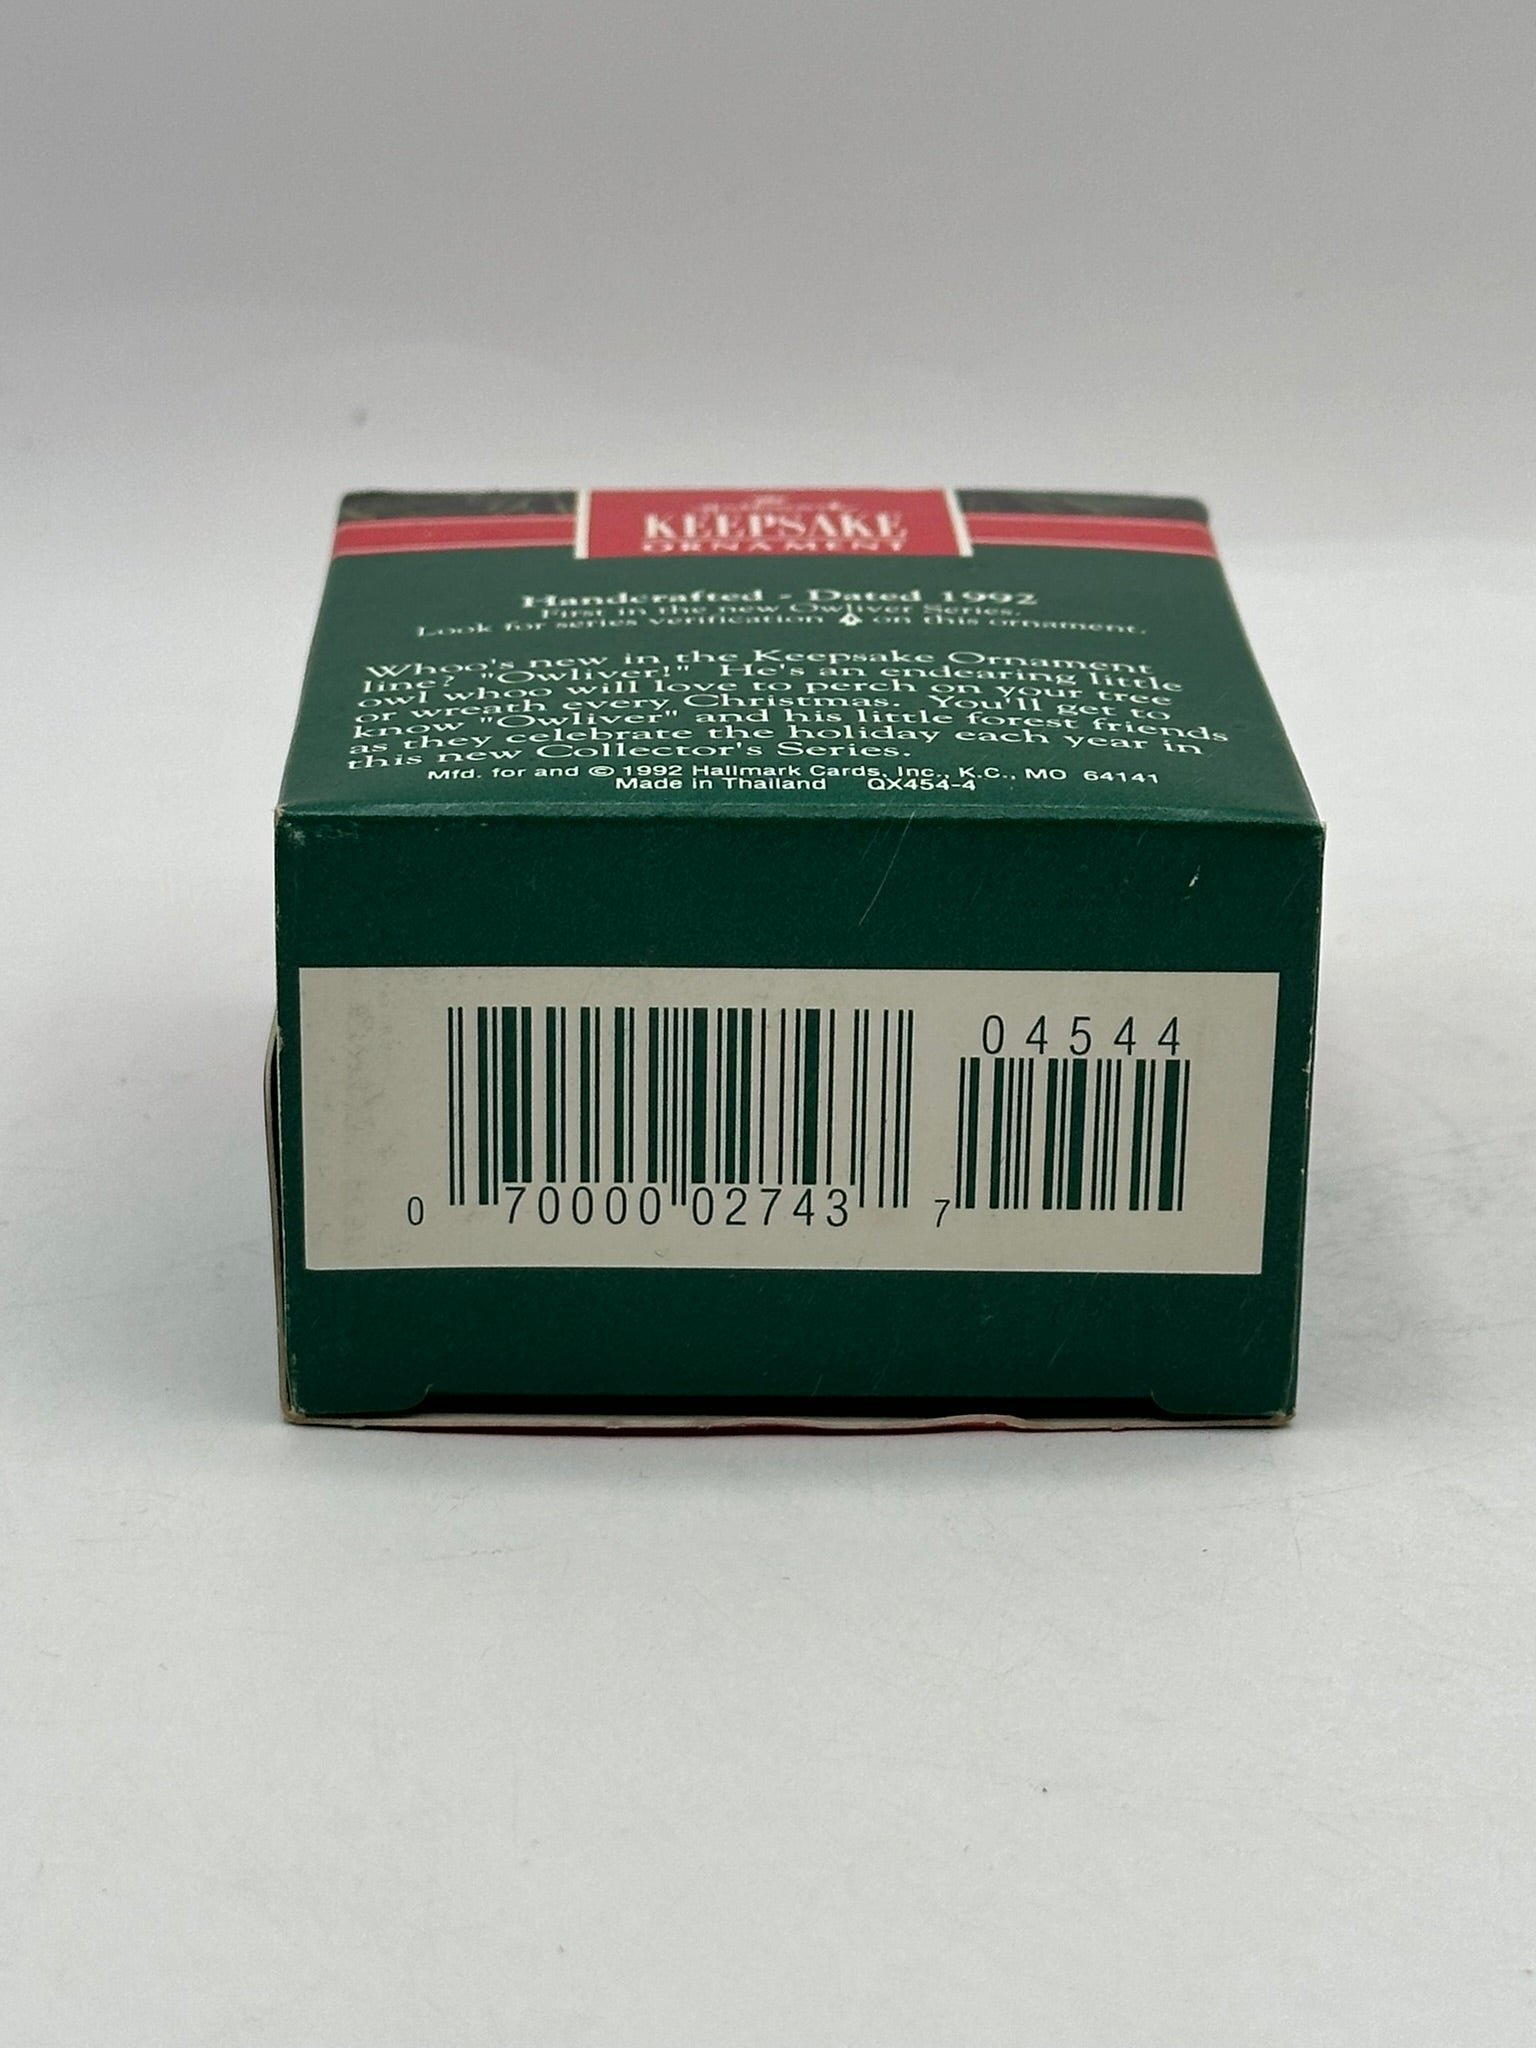 The
Hallmark
KEEPSAKE
ORNAMENT
Handcrafted - Dated 1992
First in the new Owliver Series.
Look for series verification on this ornament.
Whoo's new in the Keepsake Ornament
line? "Owliver!" He's an endearing little
owl whoo will love to perch on your tree
or wreath every Christmas. You'll get to
know "Owliver" and his little forest friends
as they celebrate the holiday each year in
this new Collector's Series.
Mfd. for and © 1992 Hallmark Cards, Inc., K.C., MO 64141
Made in Thailand QX454-4
04544
0 70000 02743 7